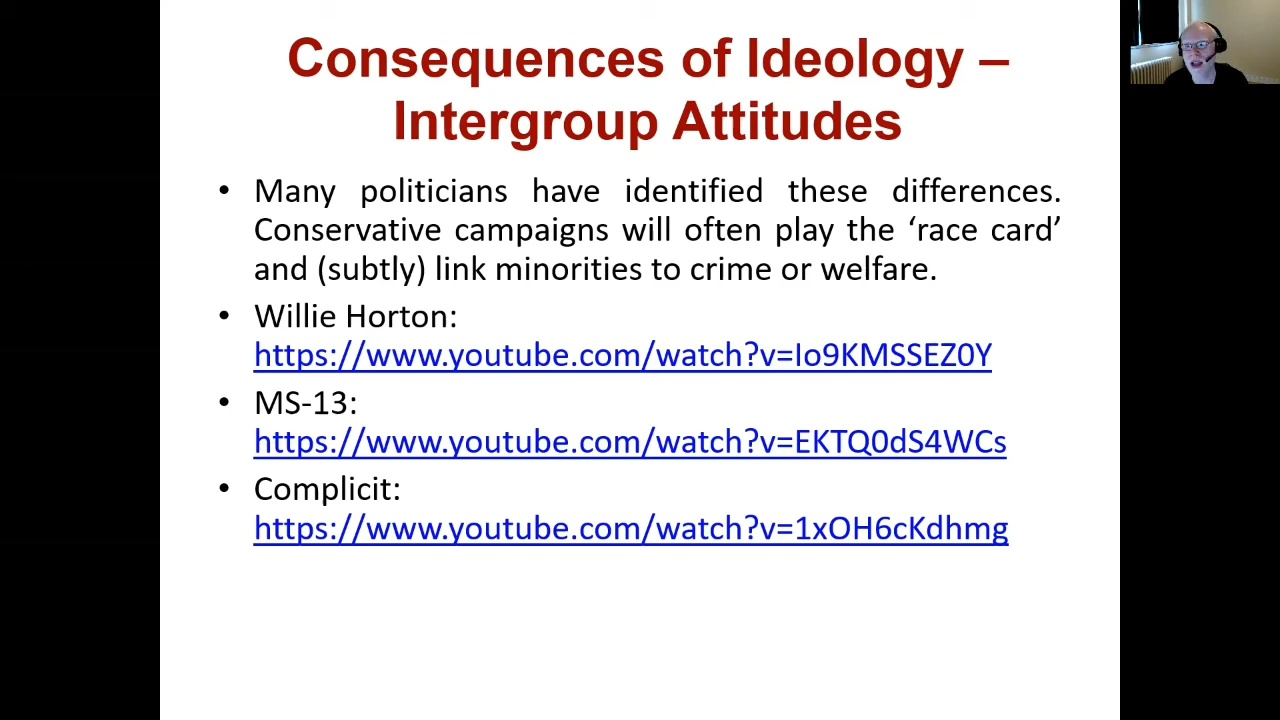 Consequences of Ideology –
Intergroup Attitudes
• Many politicians have identified these differences.
Conservative campaigns will often play the ‘race card’
and (subtly) link minorities to crime or welfare.
• Willie Horton:
https://www.youtube.com/watch?v=Io9KMSSEZ0Y
• MS-13:
https://www.youtube.com/watch?v=EKTQ0dS4WCs
• Complicit:
https://www.youtube.com/watch?v=1xOH6cKdhmg